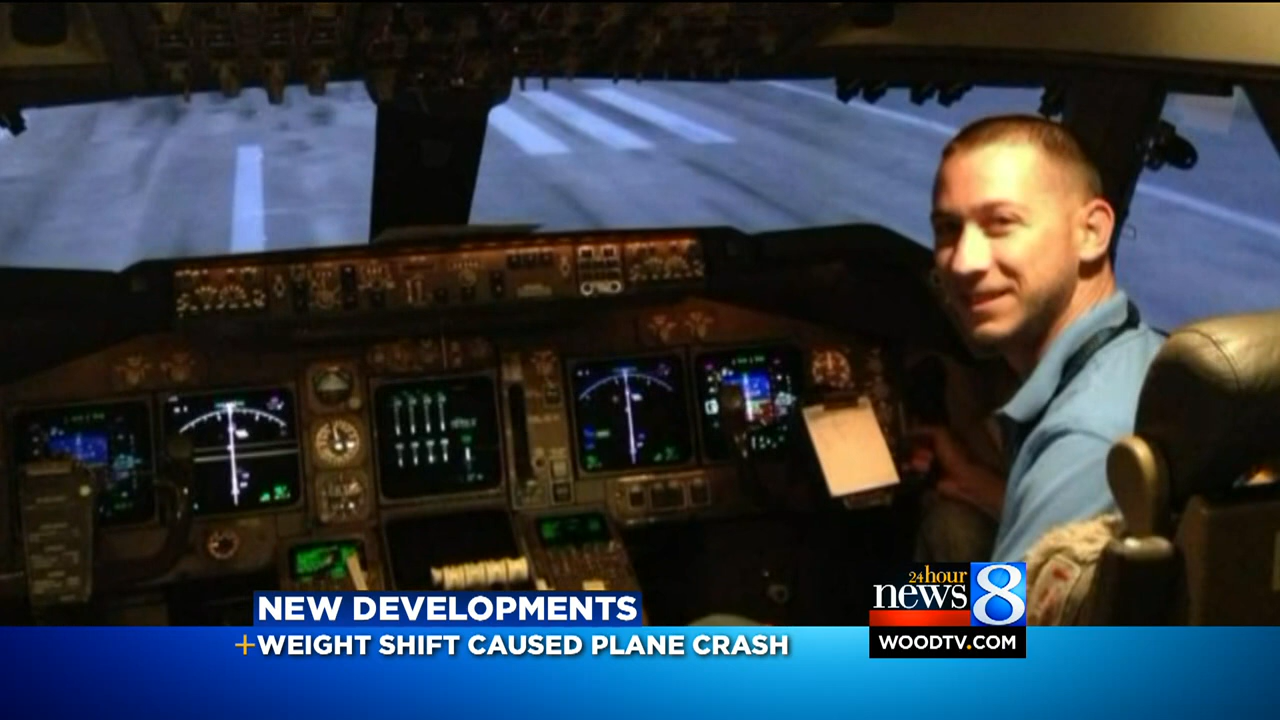 NEW DEVELOPMENTS
+WEIGHT SHIFT CAUSED PLANE CRASH
24hour
news 8
WOODTV.COM